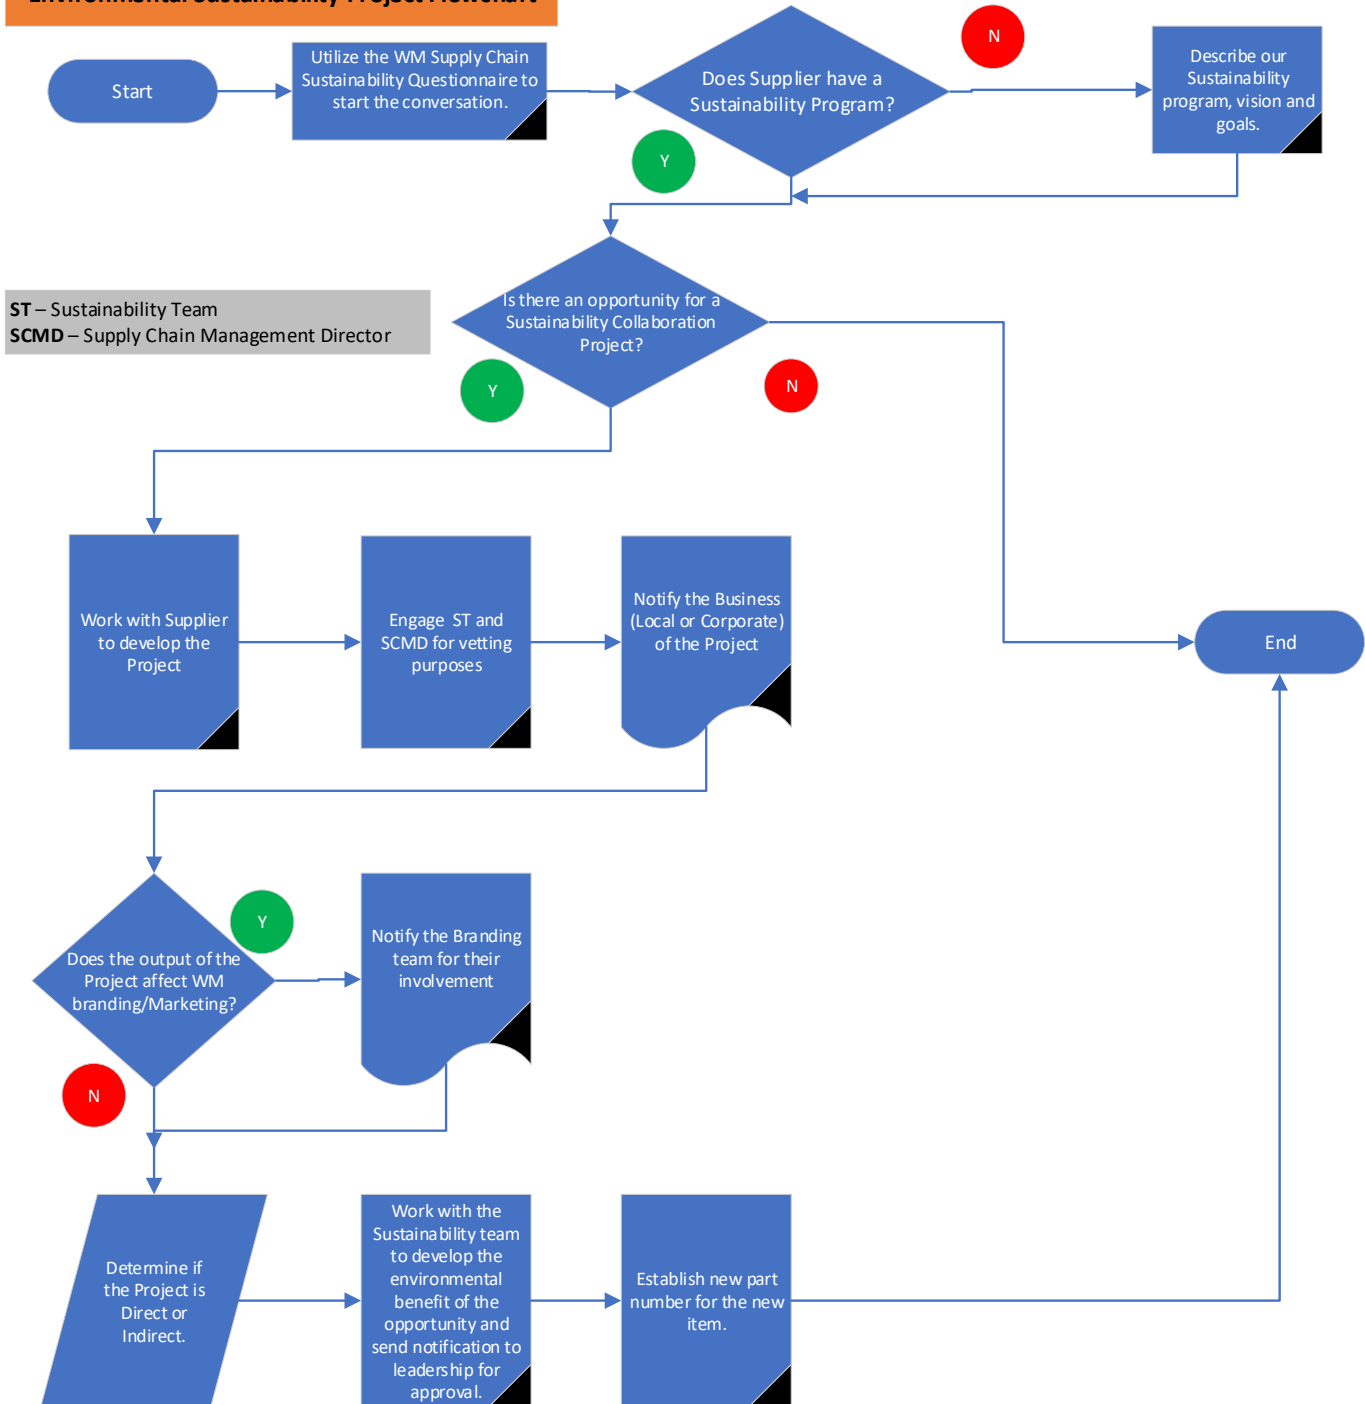 Environmental Sustainability Project Flowchart
Start
Utilize the WM Supply Chain
Sustainability Questionnaire to
start the conversation.
Does Supplier have a
Sustainability Program?
N
Describe our
Sustainability
program, vision and
goals.
Y
ST – Sustainability Team
SCMD – Supply Chain Management Director
Is there an opportunity for a
Sustainability Collaboration
Project?
Y
N
Work with Supplier
to develop the
Project
Engage ST and
SCMD for vetting
purposes
Notify the Business
(Local or Corporate)
of the Project
End
Does the output of the
Project affect WM
branding/Marketing?
Y
Notify the Branding
team for their
involvement
N
Determine if
the Project is
Direct or
Indirect.
Work with the
Sustainability team
to develop the
environmental
benefit of the
opportunity and
send notification to
leadership for
approval.
Establish new part
number for the new
item.